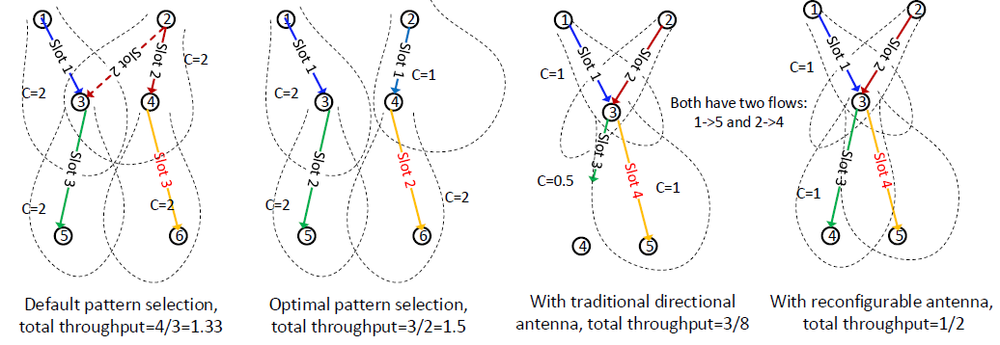 1
2
Slot 1
Slot 2
Slot 2
C=2
C=2
3
4
Slot 3
Slot 3
C=2
C=2
5
6
Default pattern selection,
total throughput=4/3=1.33
1
2
Slot 1
Slot 1
C=1
C=2
3
4
Slot 2
Slot 2
C=2
C=2
5
6
Optimal pattern selection,
total throughput=3/2=1.5
1
2
Slot 1
Slot 2
C=1
3
Slot 3
Slot 4
C=0.5
C=1
4
5
With traditional directional
antenna, total throughput=3/8
Both have two flows:
1->5 and 2->4
1
2
Slot 1
Slot 2
C=1
3
Slot 3
Slot 4
C=1
4
5
With reconfigurable antenna,
total throughput=1/2